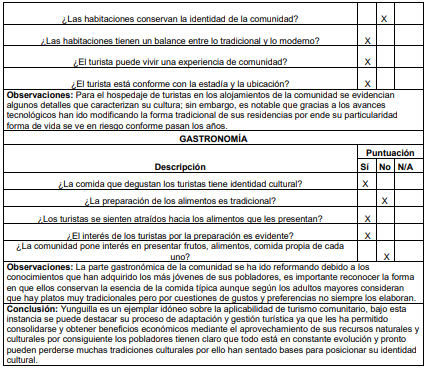 ¿Las habitaciones conservan la identidad de la comunidad? X
¿Las habitaciones tienen un balance entre lo tradicional y lo moderno? X
¿El turista puede vivir una experiencia de comunidad? X
¿El turista está conforme con la estadía y la ubicación? X
Observaciones: Para el hospedaje de turistas en los alojamientos de la comunidad se evidencian
algunos detalles que caracterizan su cultura; sin embargo, es notable que gracias a los avances
tecnológicos han ido modificando la forma tradicional de sus residencias por ende su particularidad
forma de vida se ve en riesgo conforme pasan los años.
GASTRONOMÍA
Puntuación
Descripción Sí No N/A
¿La comida que degustan los turistas tiene identidad cultural? X
¿La preparación de los alimentos es tradicional? X
¿Los turistas se sienten atraídos hacia los alimentos que les presentan? X
¿El interés de los turistas por la preparación es evidente? X
¿La comunidad pone interés en presentar frutos, alimentos, comida propia de cada
uno? X
Observaciones: La parte gastronómica de la comunidad se ha ido reformando debido a los
conocimientos que han adquirido los más jóvenes de sus pobladores, es importante reconocer la forma
en que ellos conservan la esencia de la comida típica aunque según los adultos mayores consideran
que hay platos muy tradicionales pero por cuestiones de gustos y preferencias no siempre los elaboran.
Conclusión: Yunguilla es un ejemplar idóneo sobre la aplicabilidad de turismo comunitario, bajo esta
instancia se puede destacar su proceso de adaptación y gestión turística ya que les ha permitido
consolidarse y obtener beneficios económicos mediante el aprovechamiento de sus recursos naturales y
culturales por consiguiente los pobladores tienen claro que todo está en constante evolución y pronto
pueden perderse muchas tradiciones culturales por ello han sentado bases para posicionar su identidad
cultural.